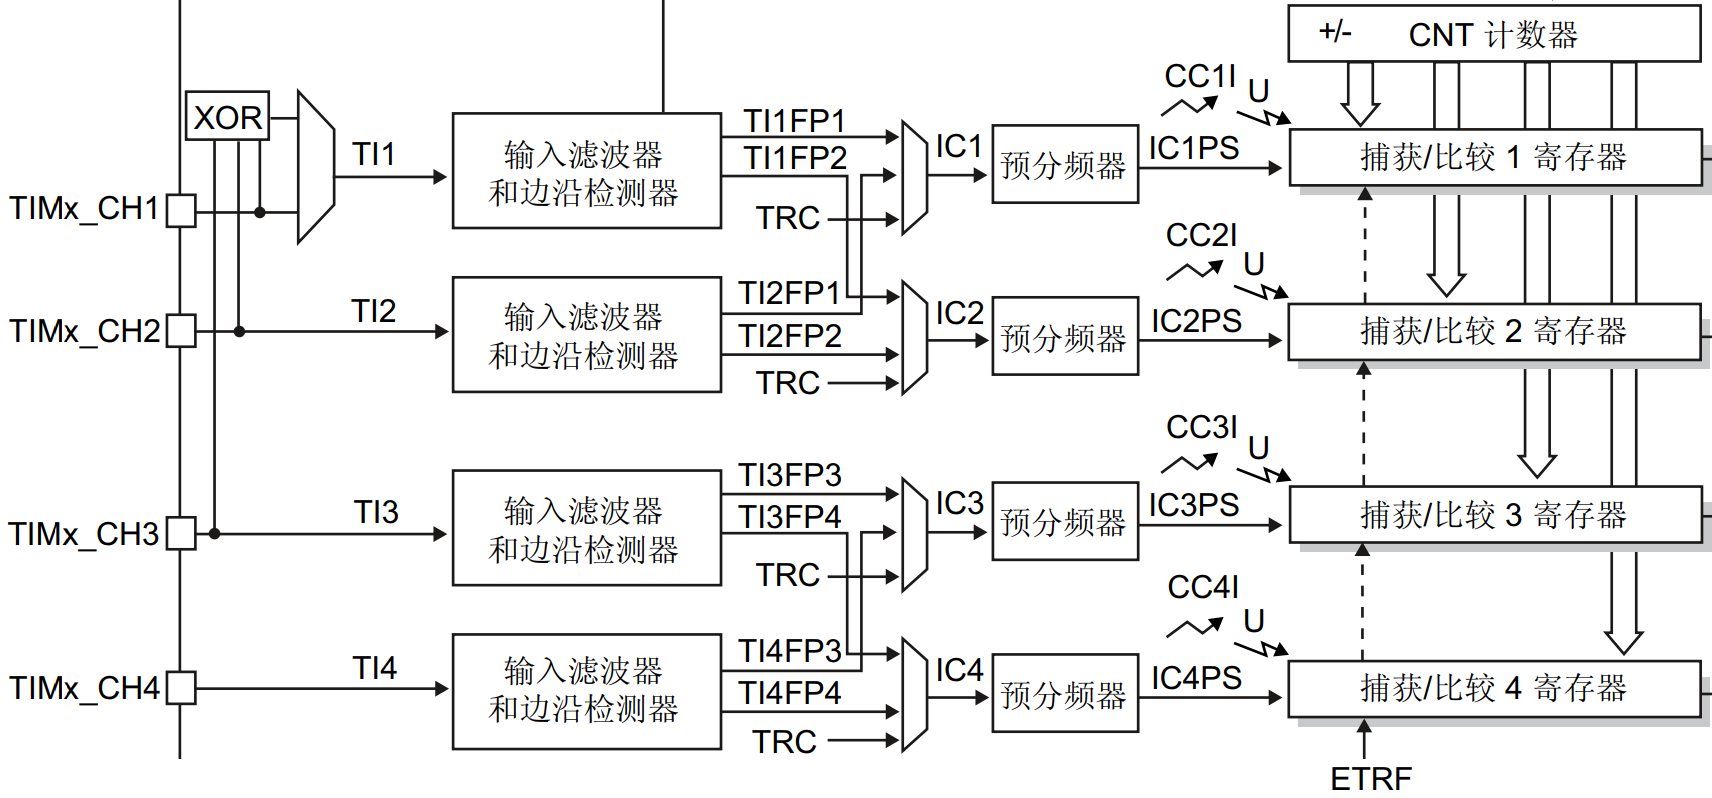 +/- CNT 计数器
CC1I
U
XOR
TI1
输入滤波器
和边沿检测器
TI1FP1
TI1FP2
TRC
IC1
预分频器
IC1PS
捕获/比较 1 寄存器
TIMx_CH1
CC2I
U
TIMx_CH2
TI2
输入滤波器
和边沿检测器
TI2FP1
TI2FP2
TRC
IC2
预分频器
IC2PS
捕获/比较 2 寄存器
CC3I
U
TIMx_CH3
TI3
输入滤波器
和边沿检测器
TI3FP3
TI3FP4
TRC
IC3
预分频器
IC3PS
捕获/比较 3 寄存器
CC4I
U
TIMx_CH4
TI4
输入滤波器
和边沿检测器
TI4FP3
TI4FP4
TRC
IC4
预分频器
IC4PS
捕获/比较 4 寄存器
ETRF